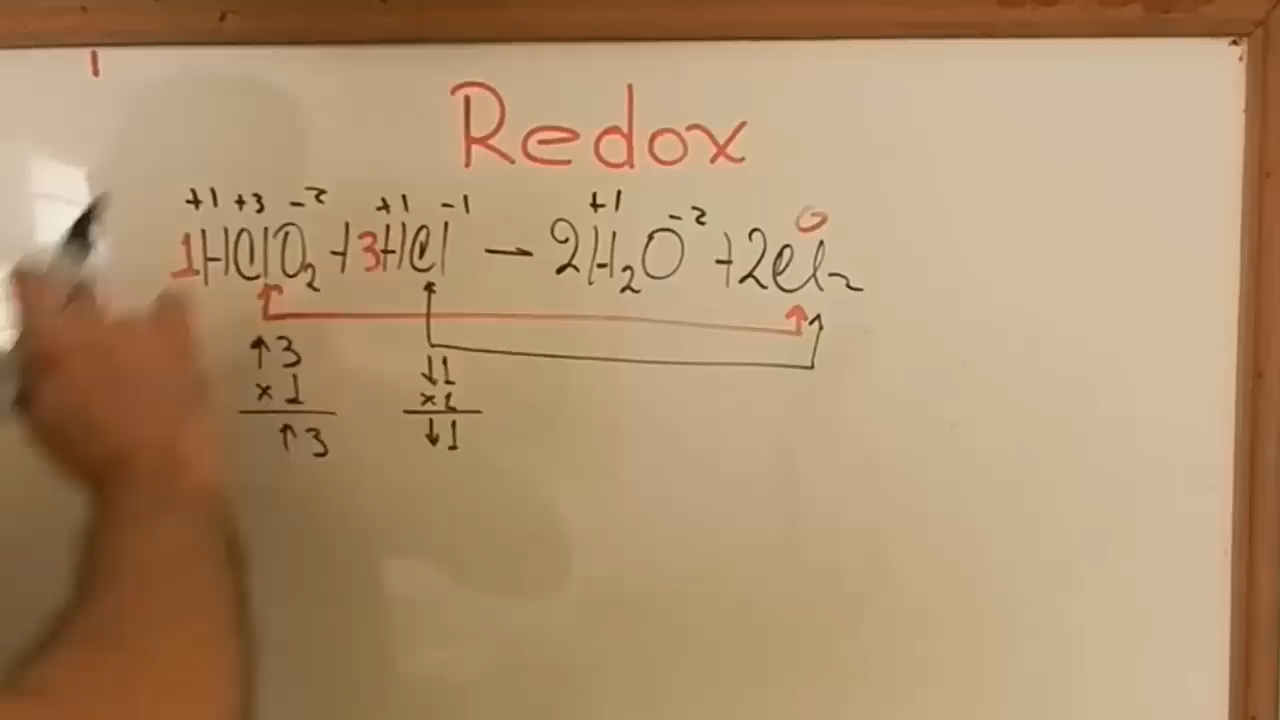 Redox
+1 +3 -2 +1 -1 +1 -2 0
1HClO₂ + 3HCl — 2H₂O + 2Cl₂
↑3 ↓1
×1 ×1
↑3 ↓1